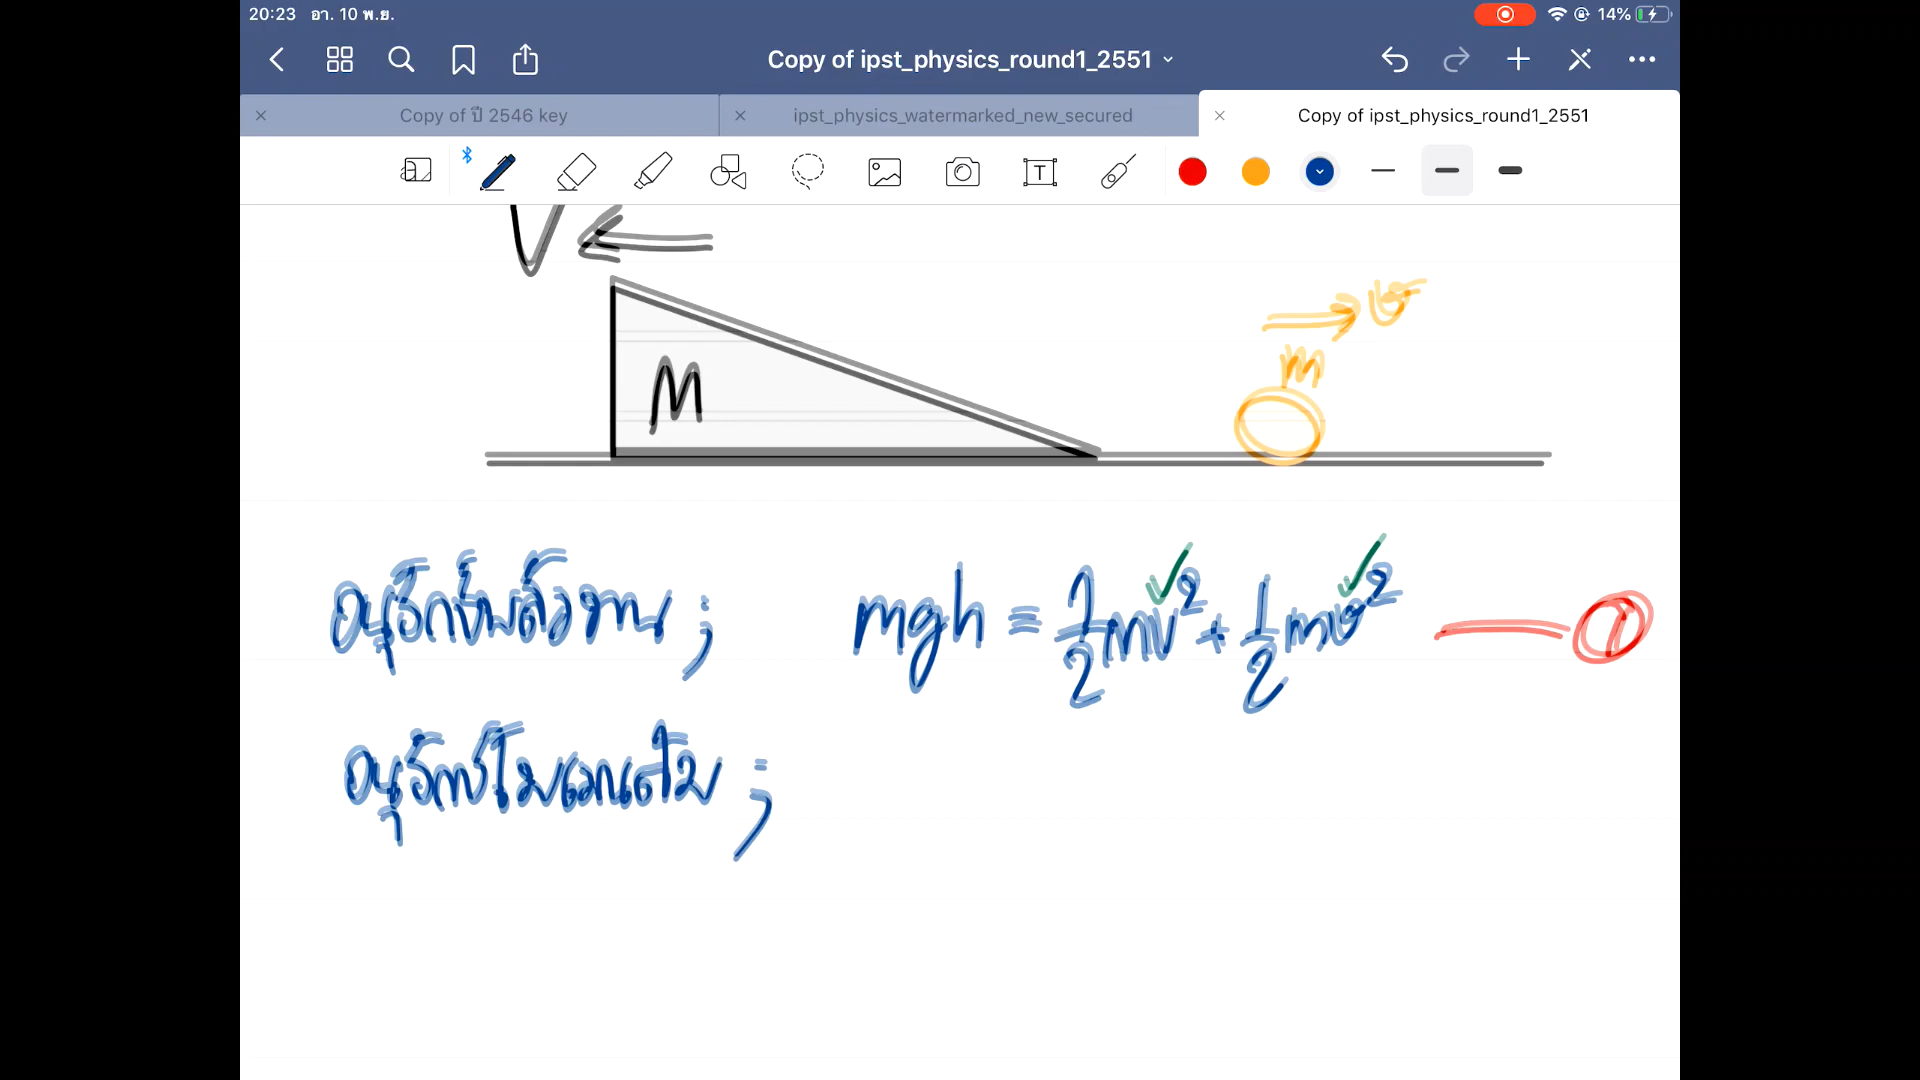 20:23 อา. 10 พ.ย. 14%
Copy of ipst_physics_round1_2551
Copy of ปี 2546 key ipst_physics_watermarked_new_secured Copy of ipst_physics_round1_2551
V
v
m
M
อนุรักษ์พลังงาน ; mgh = 1/2 mV² + 1/2 mv² — ①
อนุรักษ์โมเมนตัม ;